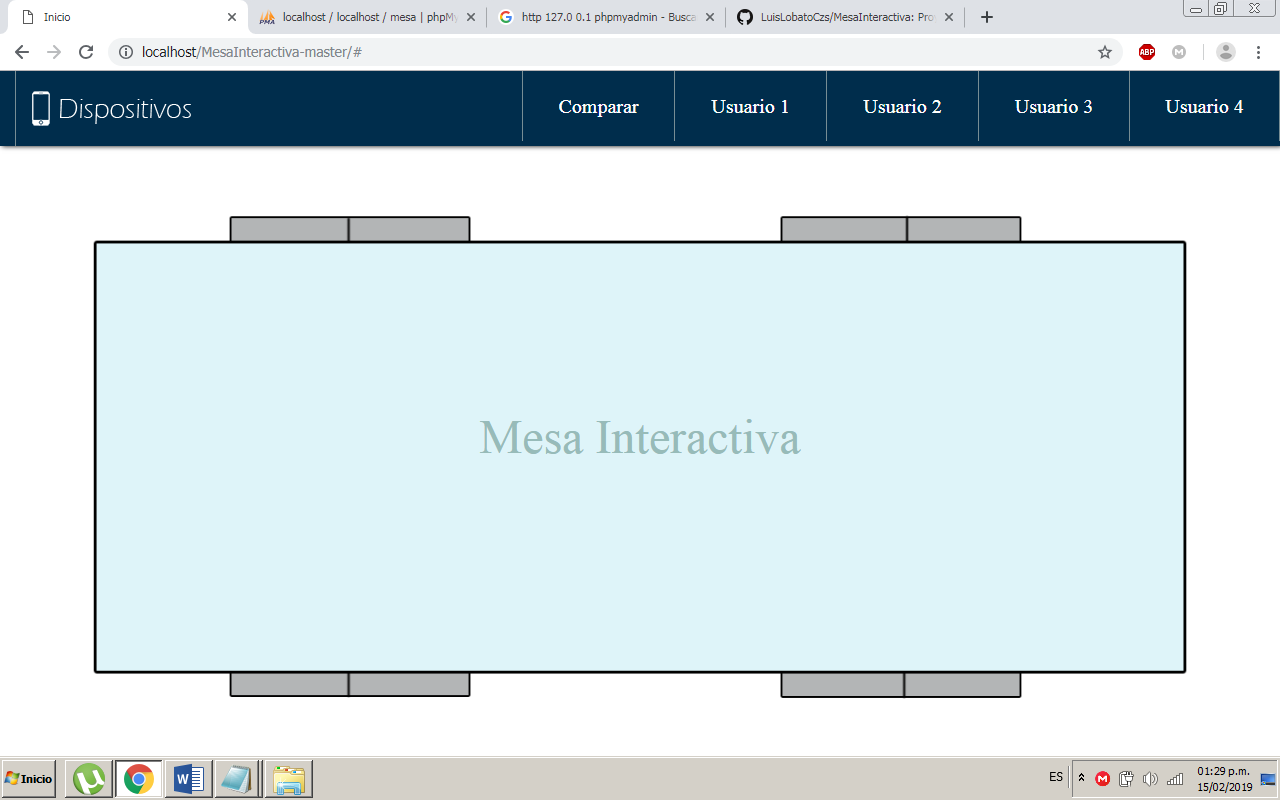 Inicio
localhost / localhost / mesa | phpMy
http 127.0 0.1 phpmyadmin - Busca
LuisLobatoCzs/MesaInteractiva: Pro
localhost/MesaInteractiva-master/#
ABP
M
Dispositivos
Comparar
Usuario 1
Usuario 2
Usuario 3
Usuario 4
Mesa Interactiva
Inicio
ES
01:29 p.m.
15/02/2019